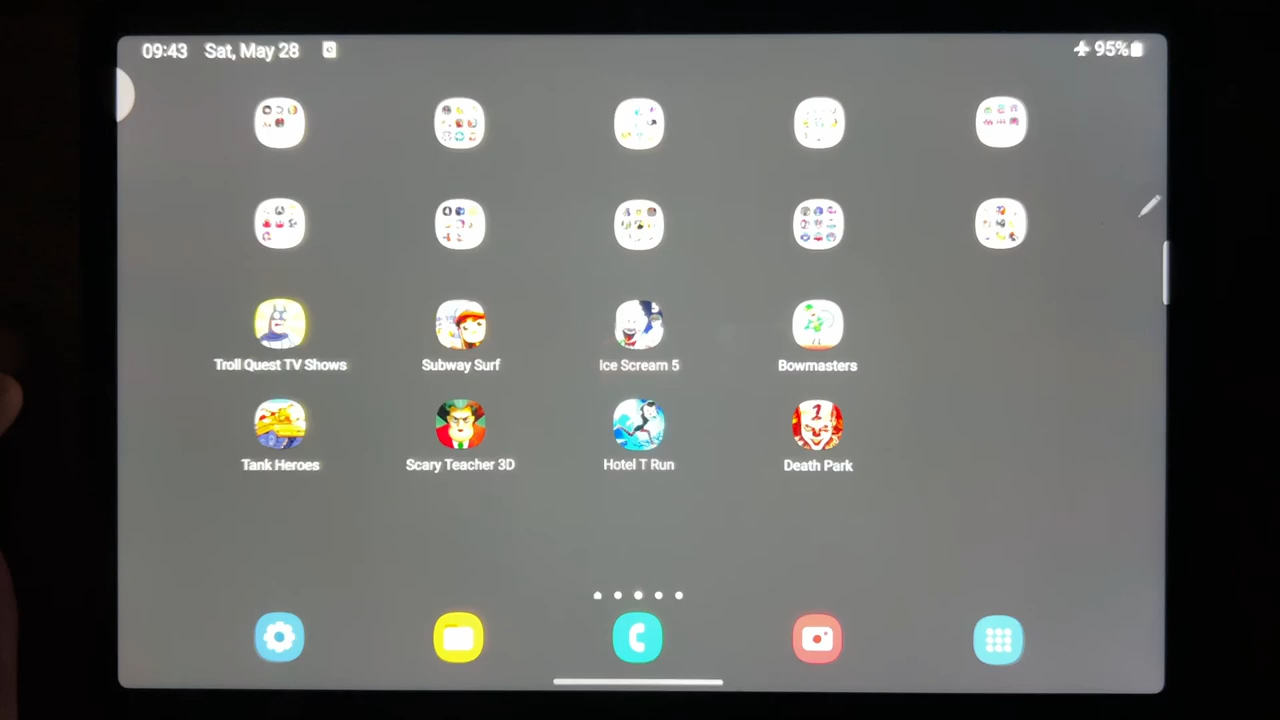 09:43 Sat, May 28 95%
Troll Quest TV Shows Subway Surf Ice Scream 5 Bowmasters
Tank Heroes Scary Teacher 3D Hotel T Run Death Park